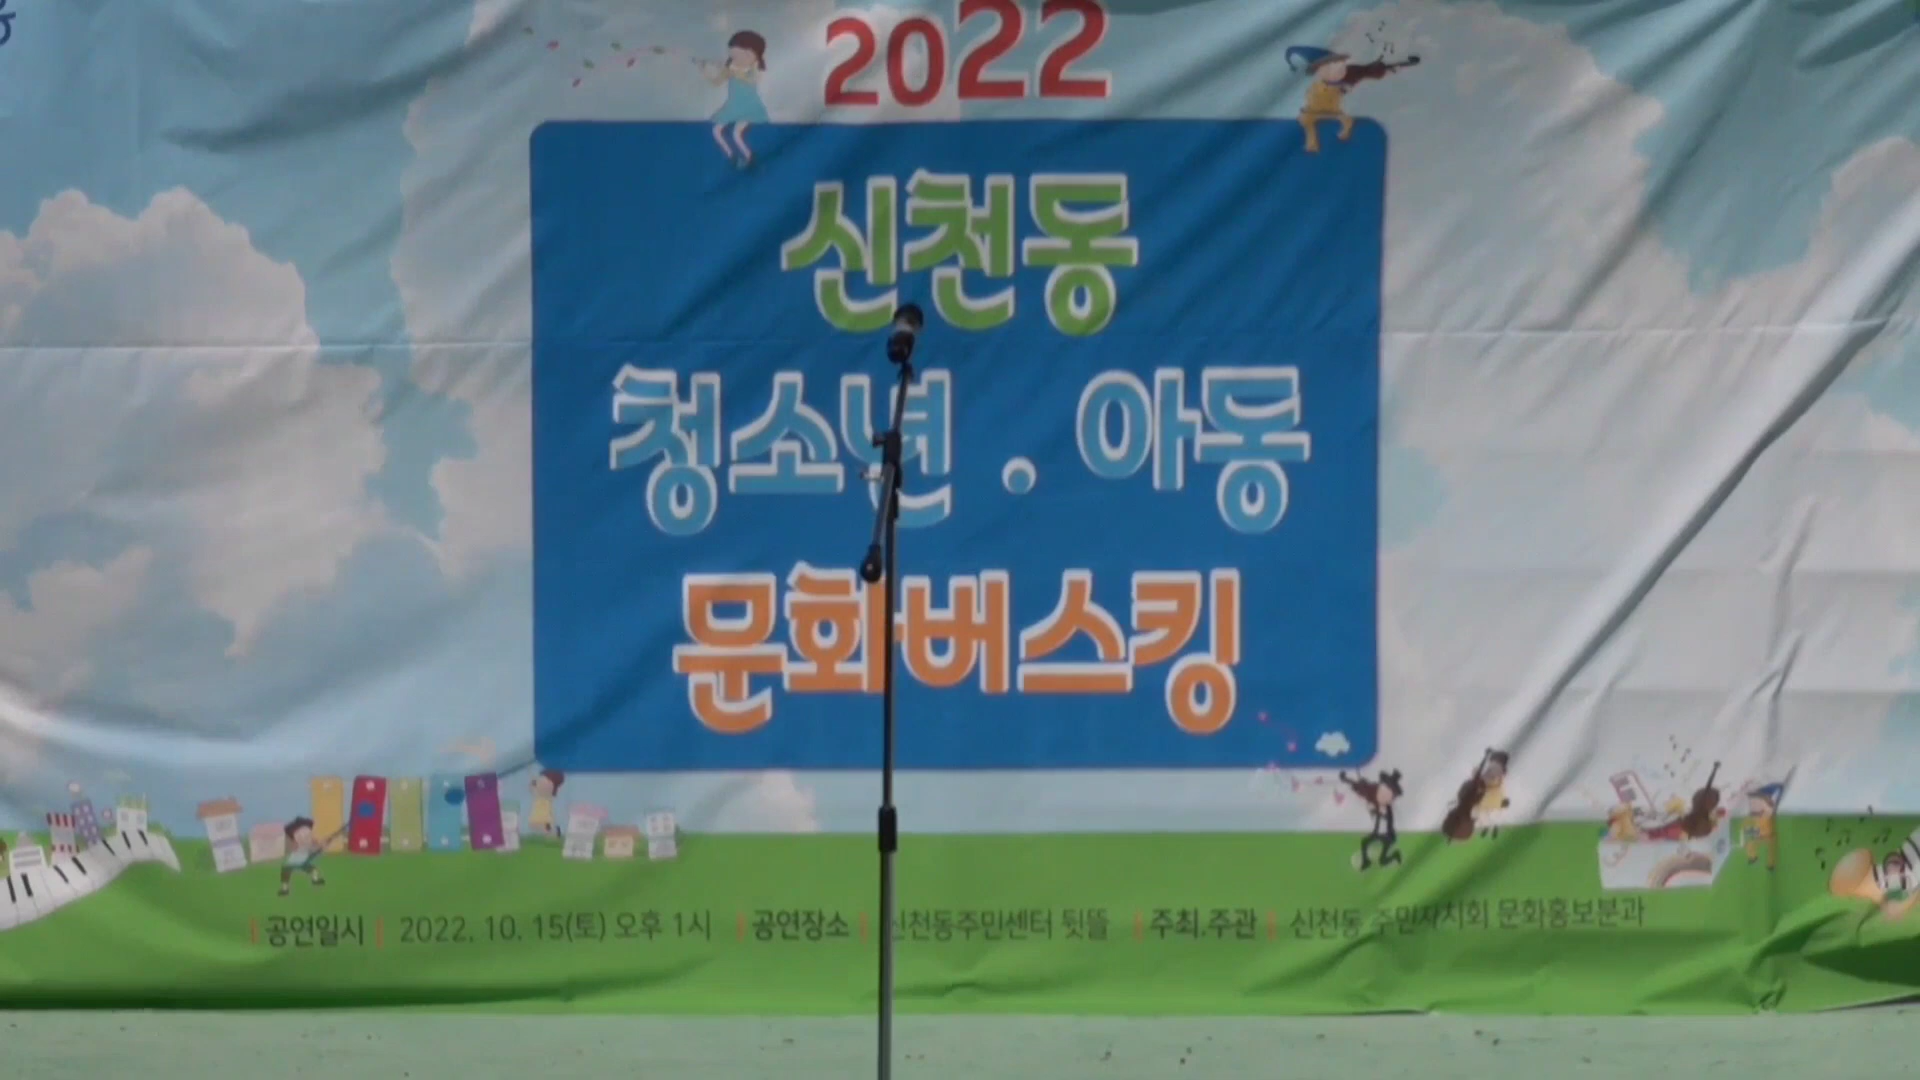 2022
신천동
청소년 . 아동
문화버스킹
| 공연일시 | 2022. 10. 15(토) 오후 1시 | 공연장소 | 신천동주민센터 뒷뜰 | 주최.주관 | 신천동 주민자치회 문화홍보분과